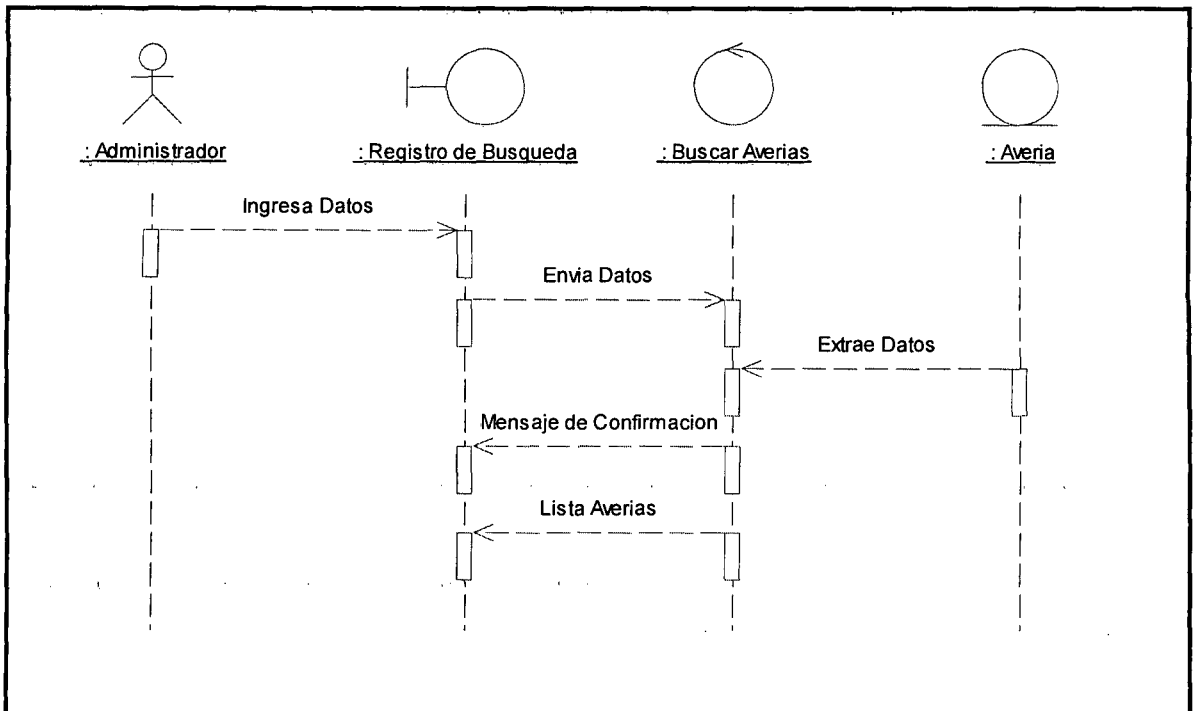 : Administrador
: Registro de Busqueda
: Buscar Averias
: Averia
Ingresa Datos
Envia Datos
Extrae Datos
Mensaje de Confirmacion
Lista Averias